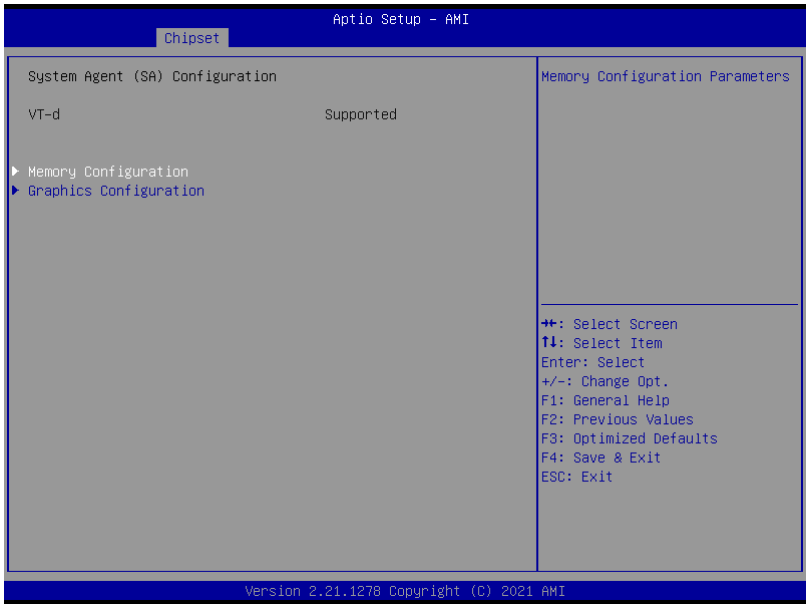 Aptio Setup – AMI
Chipset
System Agent (SA) Configuration
VT-d Supported
Memory Configuration
Graphics Configuration
Memory Configuration Parameters
→←: Select Screen
↑↓: Select Item
Enter: Select
+/-: Change Opt.
F1: General Help
F2: Previous Values
F3: Optimized Defaults
F4: Save & Exit
ESC: Exit
Version 2.21.1278 Copyright (C) 2021 AMI